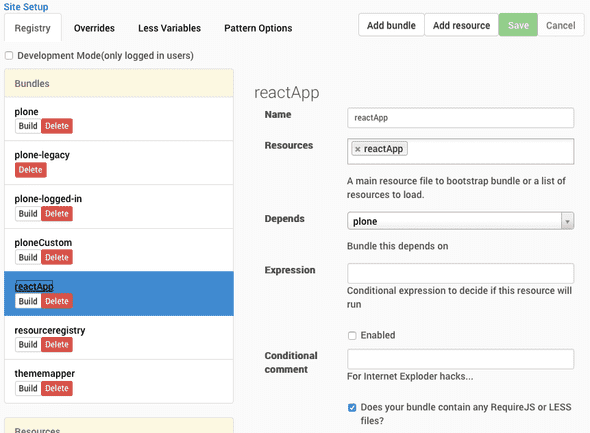 Site Setup
Registry Overrides Less Variables Pattern Options Add bundle Add resource Save Cancel
Development Mode(only logged in users)
Bundles
plone
Build Delete
plone-legacy
Delete
plone-logged-in
Build Delete
ploneCustom
Build Delete
reactApp
Build Delete
resourceregistry
Build Delete
thememapper
Build Delete
Resources
reactApp
Name reactApp
Resources × reactApp
A main resource file to bootstrap bundle or a list of
resources to load.
Depends plone
Bundle this depends on
Expression
Conditional expression to decide if this resource will
run
Enabled
Conditional
comment
For Internet Exploder hacks...
Does your bundle contain any RequireJS or LESS
files?